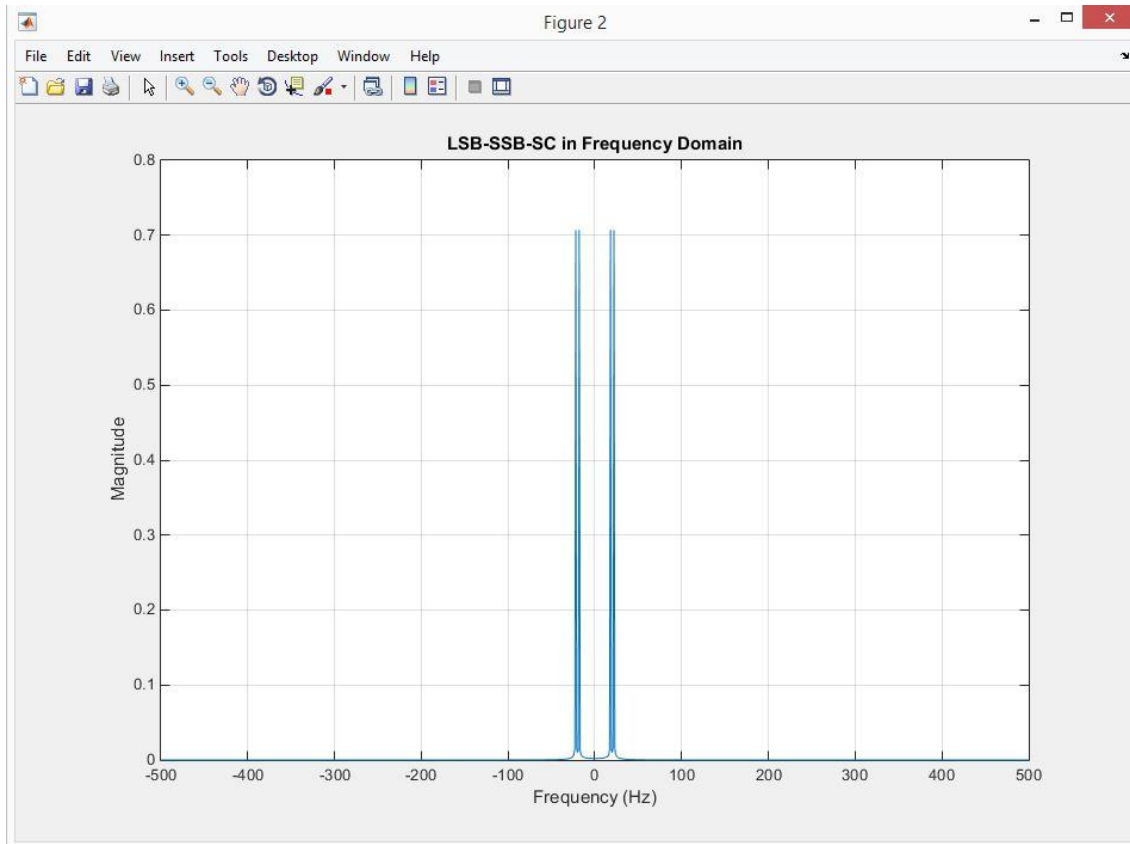 Figure 2
File Edit View Insert Tools Desktop Window Help
LSB-SSB-SC in Frequency Domain
0.8
0.7
0.6
0.5
0.4
0.3
0.2
0.1
0
Magnitude
-500 -400 -300 -200 -100 0 100 200 300 400 500
Frequency (Hz)